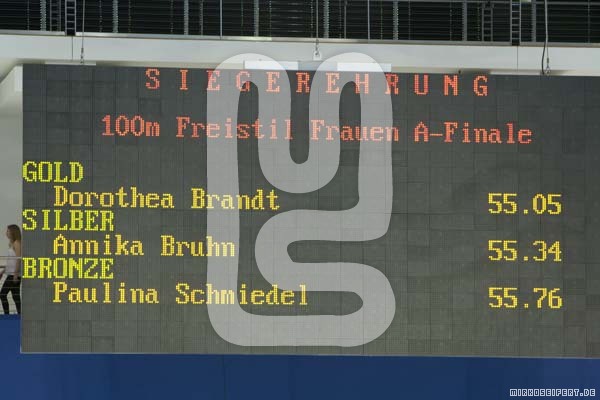 SIEGEREHRUNG
100m Freistil Frauen A-Finale
GOLD
Dorothea Brandt 55.05
SILBER
Annika Bruhn 55.34
BRONZE
Paulina Schmiedel 55.76
MIRKOSEIFERT.DE